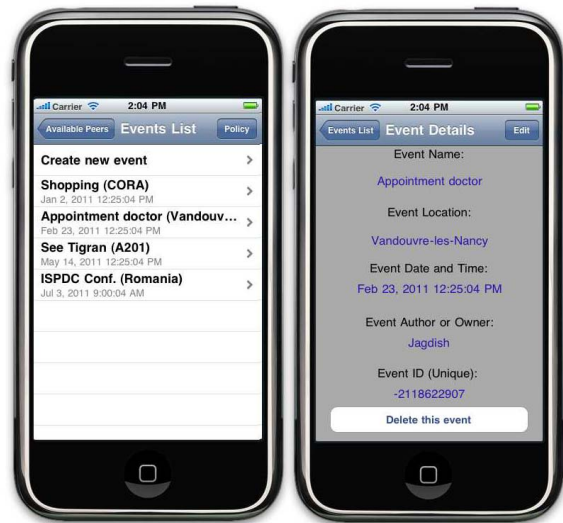 Carrier 2:04 PM
Available Peers Events List Policy
Create new event
Shopping (CORA)
Jan 2, 2011 12:25:04 PM
Appointment doctor (Vandouv...
Feb 23, 2011 12:25:04 PM
See Tigran (A201)
May 14, 2011 12:25:04 PM
ISPDC Conf. (Romania)
Jul 3, 2011 9:00:04 AM
Carrier 2:04 PM
Events List Event Details Edit
Event Name:
Appointment doctor
Event Location:
Vandouvre-les-Nancy
Event Date and Time:
Feb 23, 2011 12:25:04 PM
Event Author or Owner:
Jagdish
Event ID (Unique):
-2118622907
Delete this event